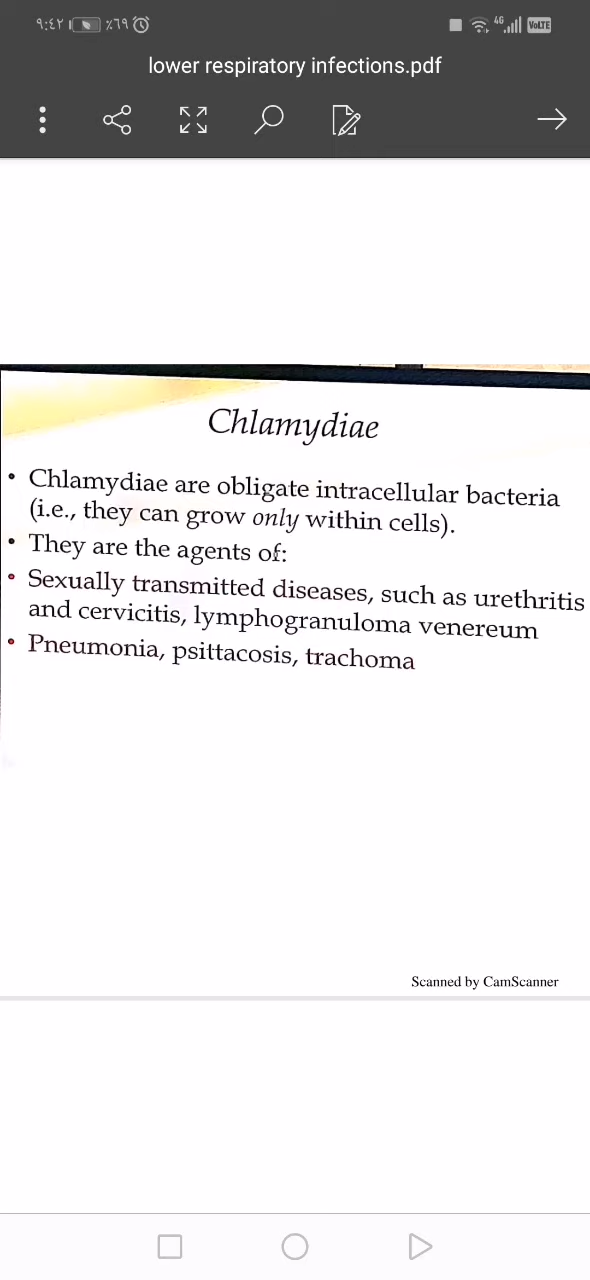 ٩:٤٢ ٪٦٩ 4G VoLTE
lower respiratory infections.pdf
Chlamydiae
• Chlamydiae are obligate intracellular bacteria
(i.e., they can grow only within cells).
• They are the agents of:
• Sexually transmitted diseases, such as urethritis
and cervicitis, lymphogranuloma venereum
• Pneumonia, psittacosis, trachoma
Scanned by CamScanner